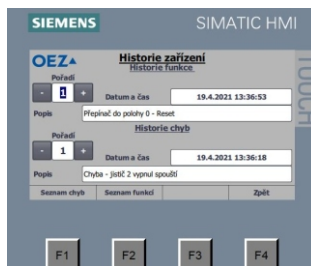 SIEMENS
SIMATIC HMI
TOUCH
OEZ
Historie zařízení
Historie funkce
Pořadí
- 1 +
Datum a čas
19.4.2021 13:36:53
Popis
Přepínač do polohy 0 - Reset
Historie chyb
Pořadí
- 1 +
Datum a čas
19.4.2021 13:36:18
Popis
Chyba - jistič 2 vypnul spouští
Seznam chyb
Seznam funkcí
Zpět
F1
F2
F3
F4